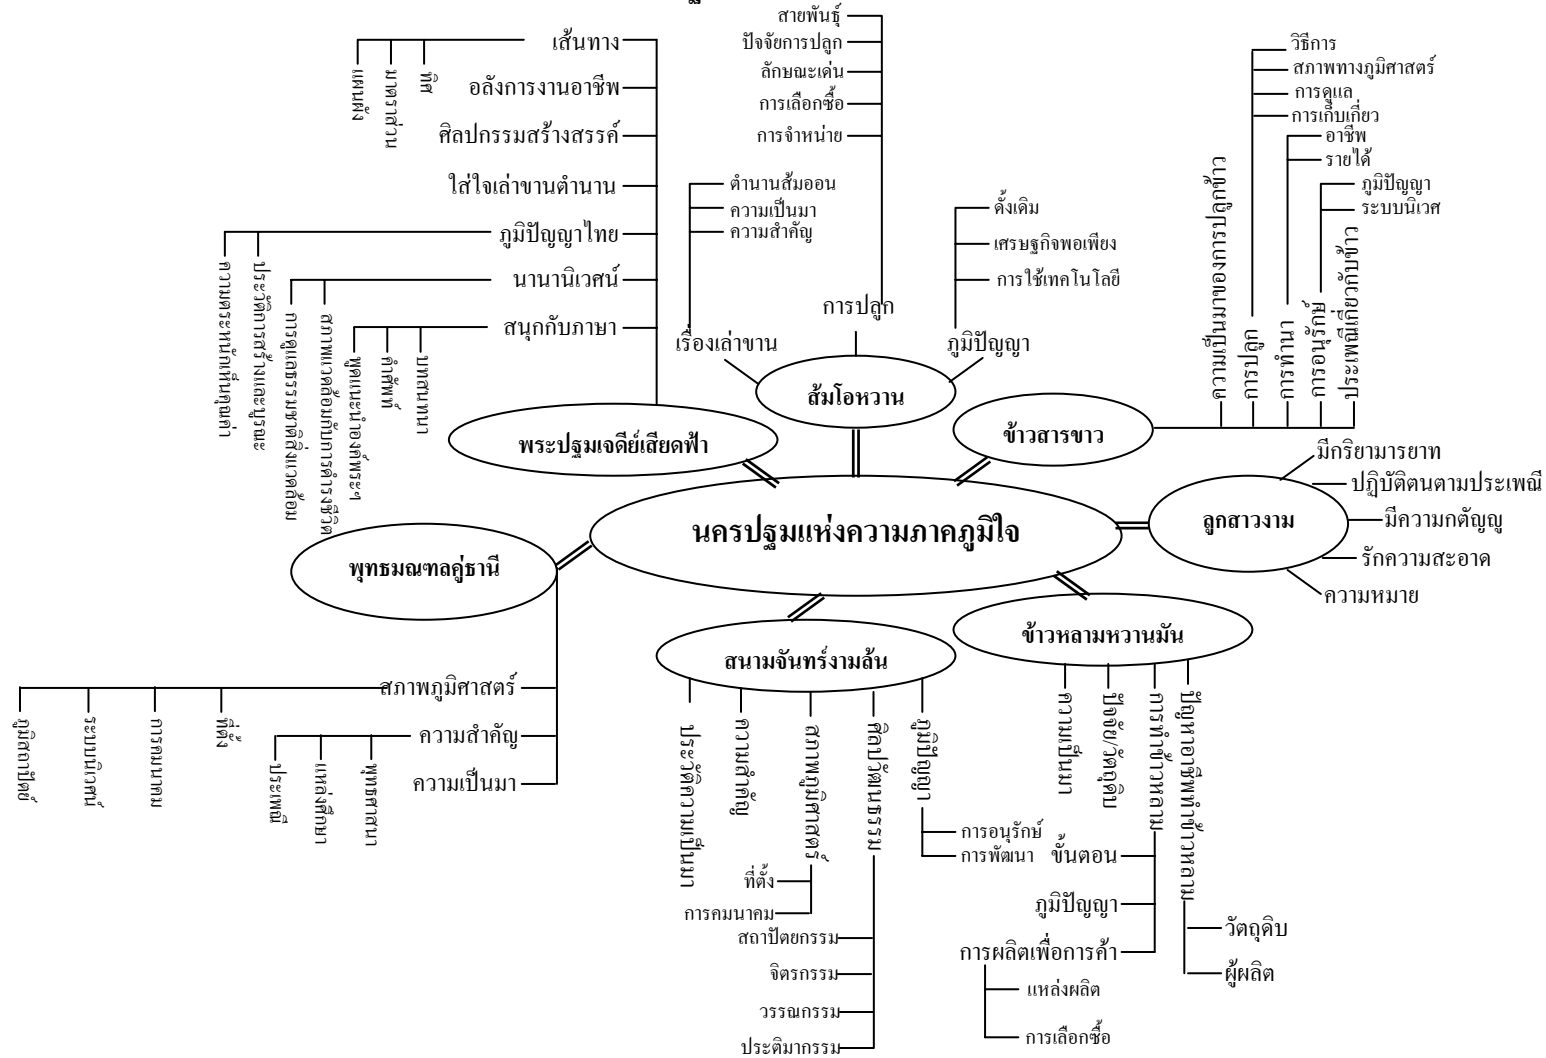 สายพันธุ์
ปัจจัยการปลูก
ลักษณะเด่น
การเลือกซื้อ
การจำหน่าย
การปลูก
ตำนานส้มออน
ความเป็นมา
ความสำคัญ
เรื่องเล่าขาน
ดั้งเดิม
เศรษฐกิจพอเพียง
การใช้เทคโนโลยี
ภูมิปัญญา
ส้มโอหวาน
เส้นทาง
ทิศ
มาตราส่วน
แผนผัง
อลังการงานอาชีพ
ศิลปกรรมสร้างสรรค์
ใส่ใจเล่าขานตำนาน
ภูมิปัญญาไทย
ประวัติการสร้างและบูรณะ
ความตระหนักเห็นคุณค่า
นานานิเวศน์
สภาพแวดล้อมกับการดำรงชีวิต
การดูแลธรรมชาติสิ่งแวดล้อม
สนุกกับภาษา
บทสนทนา
คำศัพท์
พูดแนะนำองค์พระฯ
พระปฐมเจดีย์เสียดฟ้า
วิธีการ
สภาพทางภูมิศาสตร์
การดูแล
การเก็บเกี่ยว
อาชีพ
รายได้
ภูมิปัญญา
ระบบนิเวศ
ความเป็นมาของการปลูกข้าว
การปลูก
การทำนา
การอนุรักษ์
ประเพณีเกี่ยวกับข้าว
ข้าวสารขาว
มีกริยามารยาท
ปฏิบัติตนตามประเพณี
มีความกตัญญู
รักความสะอาด
ความหมาย
ลูกสาวงาม
นครปฐมแห่งความภาคภูมิใจ
พุทธมณฑลคู่ธานี
สภาพภูมิศาสตร์
ที่ตั้ง
การคมนาคม
ระบบนิเวศน์
ภูมิสถาปัตย์
ความสำคัญ
พุทธศาสนา
แหล่งศึกษา
ประเพณี
ความเป็นมา
สนามจันทร์งามล้น
ประวัติความเป็นมา
ความสำคัญ
สภาพภูมิศาสตร์
ที่ตั้ง
การคมนาคม
ศิลปวัฒนธรรม
สถาปัตยกรรม
จิตรกรรม
วรรณกรรม
ประติมากรรม
ภูมิปัญญา
การอนุรักษ์
การพัฒนา
ข้าวหลามหวานมัน
ความเป็นมา
ปัจจัย/วัตถุดิบ
การทำข้าวหลาม
ขั้นตอน
ภูมิปัญญา
การผลิตเพื่อการค้า
แหล่งผลิต
การเลือกซื้อ
ปัญหาอาชีพทำข้าวหลาม
วัตถุดิบ
ผู้ผลิต